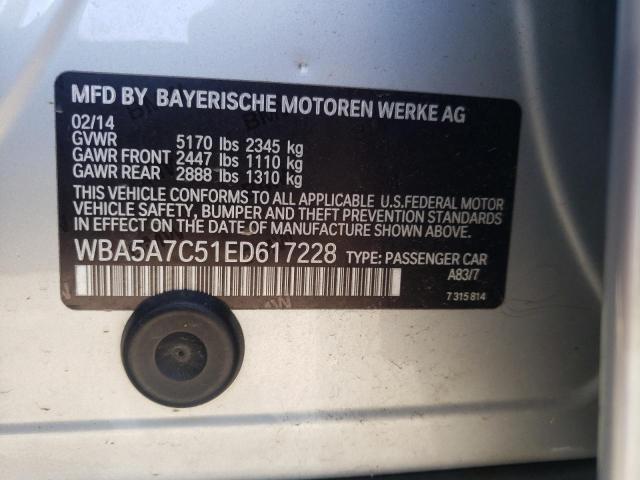 MFD BY BAYERISCHE MOTOREN WERKE AG
02/14
GVWR 5170 lbs 2345 kg
GAWR FRONT 2447 lbs 1110 kg
GAWR REAR 2888 lbs 1310 kg
THIS VEHICLE CONFORMS TO ALL APPLICABLE U.S.FEDERAL MOTOR
VEHICLE SAFETY, BUMPER AND THEFT PREVENTION STANDARDS
IN EFFECT ON THE DATE OF MANUFACTURE SHOWN ABOVE.
WBA5A7C51ED617228 TYPE: PASSENGER CAR
A83/7
7 315 814